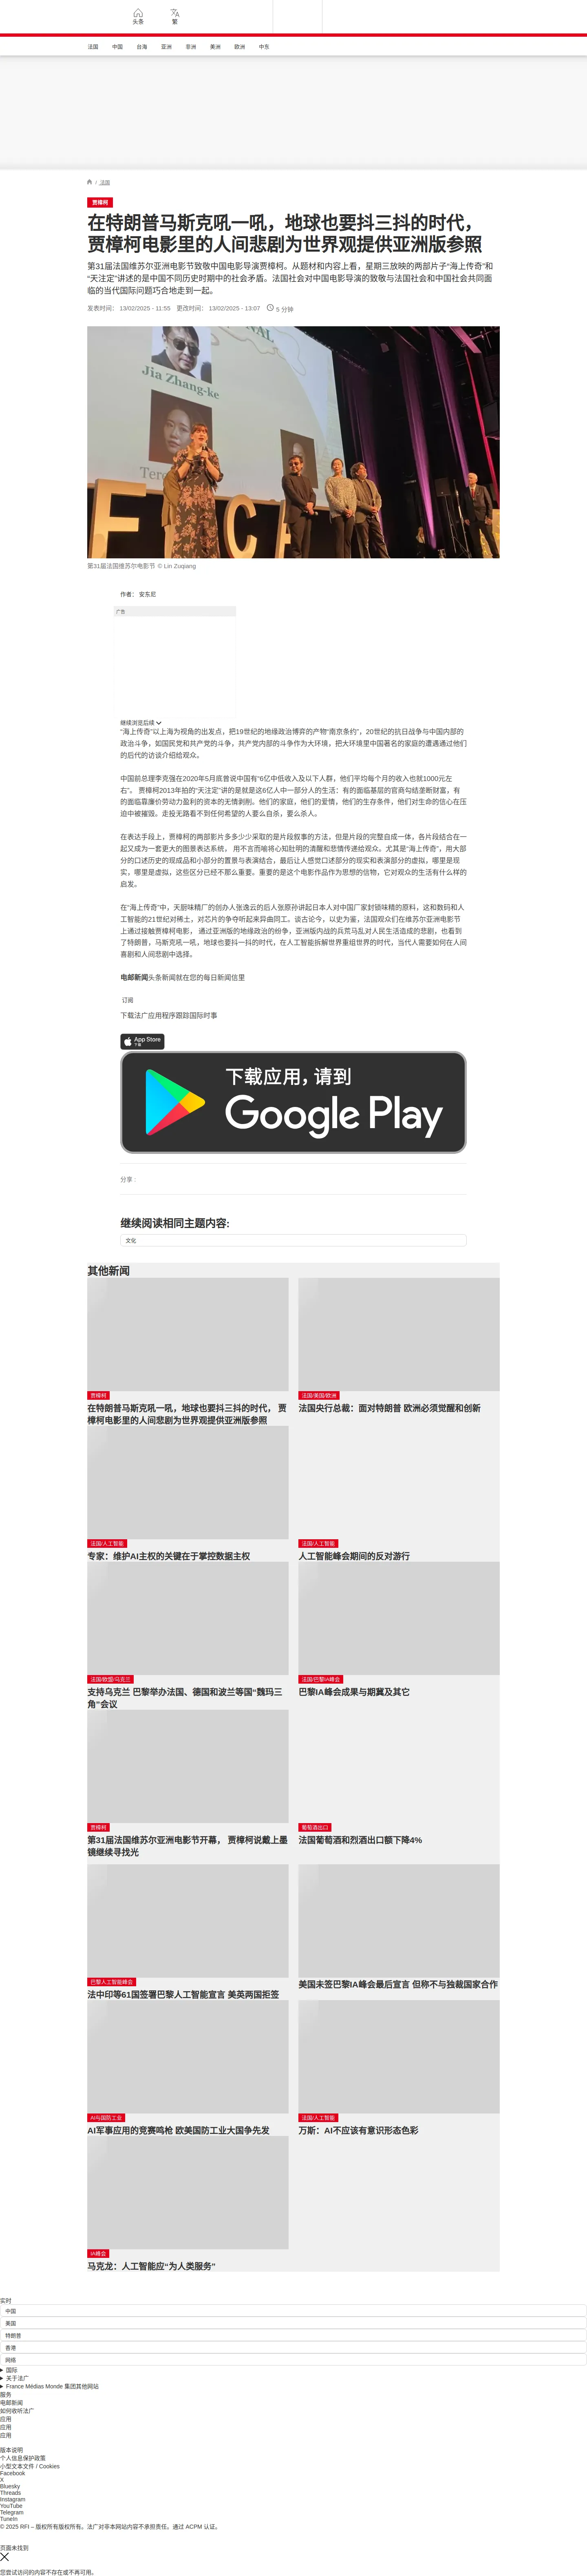 头条
繁
法国
中国
台海
亚洲
非洲
美洲
欧洲
中东
/ 法国
贾樟柯
在特朗普马斯克吼一吼，地球也要抖三抖的时代，
贾樟柯电影里的人间悲剧为世界观提供亚洲版参照
第31届法国维苏尔亚洲电影节致敬中国电影导演贾樟柯。从题材和内容上看，星期三放映的两部片子“海上传奇”和
“天注定”讲述的是中国不同历史时期中的社会矛盾。法国社会对中国电影导演的致敬与法国社会和中国社会共同面
临的当代国际问题巧合地走到一起。
发表时间： 13/02/2025 - 11:55 更改时间： 13/02/2025 - 13:07 5 分钟
Jia Zhang-ke
第31届法国维苏尔电影节 © Lin Zuqiang
作者： 安东尼
广告
继续浏览后续
“海上传奇”以上海为视角的出发点，把19世纪的地缘政治博弈的产物“南京条约”，20世纪的抗日战争与中国内部的
政治斗争，如国民党和共产党的斗争，共产党内部的斗争作为大环境，把大环境里中国著名的家庭的遭遇通过他们
的后代的访谈介绍给观众。
中国前总理李克强在2020年5月底曾说中国有“6亿中低收入及以下人群，他们平均每个月的收入也就1000元左
右”。 贾樟柯2013年拍的“天注定”讲的是就是这6亿人中一部分人的生活：有的面临基层的官商勾结垄断财富，有
的面临靠廉价劳动力盈利的资本的无情剥削。他们的家庭，他们的爱情，他们的生存条件，他们对生命的信心在压
迫中被摧毁。走投无路看不到任何希望的人要么自杀，要么杀人。
在表达手段上，贾樟柯的两部影片多多少少采取的是片段叙事的方法，但是片段的完整自成一体，各片段结合在一
起又成为一套更大的图景表达系统， 用不言而喻将心知肚明的清醒和悲情传递给观众。尤其是“海上传奇”，用大部
分的口述历史的现成品和小部分的置景与表演结合，最后让人感觉口述部分的现实和表演部分的虚拟，哪里是现
实，哪里是虚拟，这些区分已经不那么重要。重要的是这个电影作品作为思想的信物，它对观众的生活有什么样的
启发。
在“海上传奇”中，天厨味精厂的创办人张逸云的后人张原孙讲起日本人对中国厂家封锁味精的原料，这和数码和人
工智能的21世纪对稀土，对芯片的争夺听起来异曲同工。谈古论今，以史为鉴，法国观众们在维苏尔亚洲电影节
上通过接触贾樟柯电影， 通过亚洲版的地缘政治的纷争，亚洲版内战的兵荒马乱对人民生活造成的悲剧，也看到
了特朗普，马斯克吼一吼，地球也要抖一抖的时代，在人工智能拆解世界重组世界的时代，当代人需要如何在人间
喜剧和人间悲剧中选择。
电邮新闻头条新闻就在您的每日新闻信里
订阅
下载法广应用程序跟踪国际时事
App Store
下载
下载应用，请到
Google Play
分享 :
继续阅读相同主题内容:
文化
其他新闻
贾樟柯
在特朗普马斯克吼一吼，地球也要抖三抖的时代， 贾
樟柯电影里的人间悲剧为世界观提供亚洲版参照
法国/美国/欧洲
法国央行总裁：面对特朗普 欧洲必须觉醒和创新
法国/人工智能
专家：维护AI主权的关键在于掌控数据主权
法国/人工智能
人工智能峰会期间的反对游行
法国/欧盟/乌克兰
支持乌克兰 巴黎举办法国、德国和波兰等国“魏玛三
角”会议
法国/巴黎IA峰会
巴黎IA峰会成果与期冀及其它
贾樟柯
第31届法国维苏尔亚洲电影节开幕， 贾樟柯说戴上墨
镜继续寻找光
葡萄酒出口
法国葡萄酒和烈酒出口额下降4%
巴黎人工智能峰会
法中印等61国签署巴黎人工智能宣言 美英两国拒签
美国未签巴黎IA峰会最后宣言 但称不与独裁国家合作
AI与国防工业
AI军事应用的竞赛鸣枪 欧美国防工业大国争先发
法国/人工智能
万斯：AI不应该有意识形态色彩
IA峰会
马克龙：人工智能应“为人类服务”
实时
中国
美国
特朗普
香港
网络
国际
关于法广
France Médias Monde 集团其他网站
服务
电邮新闻
如何收听法广
应用
应用
应用
版本说明
个人信息保护政策
小型文本文件 / Cookies
Facebook
X
Bluesky
Threads
Instagram
YouTube
Telegram
TuneIn
© 2025 RFI – 版权所有版权所有。法广对非本网站内容不承担责任。通过 ACPM 认证。
页面未找到
您尝试访问的内容不存在或不再可用。